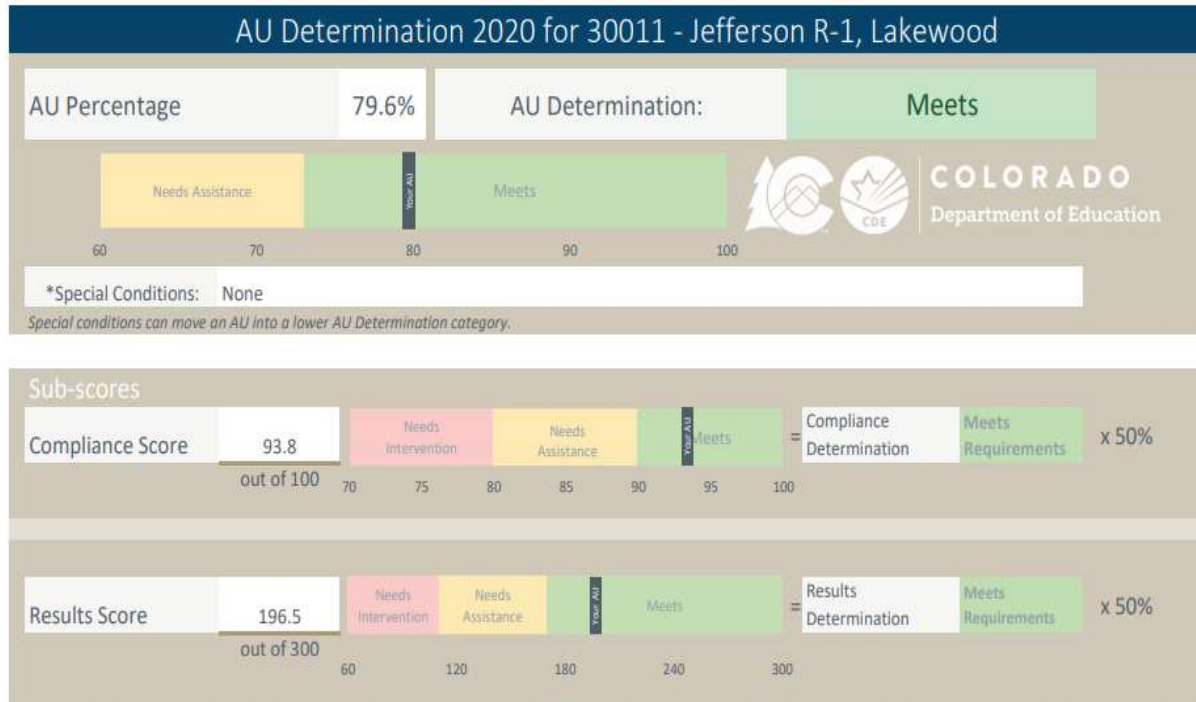 AU Determination 2020 for 30011 - Jefferson R-1, Lakewood
AU Percentage 79.6% AU Determination: Meets
Needs Assistance Your AU Meets
COLORADO
CDE
Department of Education
60 70 80 90 100
*Special Conditions: None
Special conditions can move an AU into a lower AU Determination category.
Sub-scores
Compliance Score 93.8
out of 100
Needs
Intervention
Needs
Assistance
Your AU
Meets
=
Compliance
Determination
Meets
Requirements
x 50%
70 75 80 85 90 95 100
Results Score 196.5
out of 300
Needs
Intervention
Needs
Assistance
Your AU
Meets
=
Results
Determination
Meets
Requirements
x 50%
60 120 180 240 300